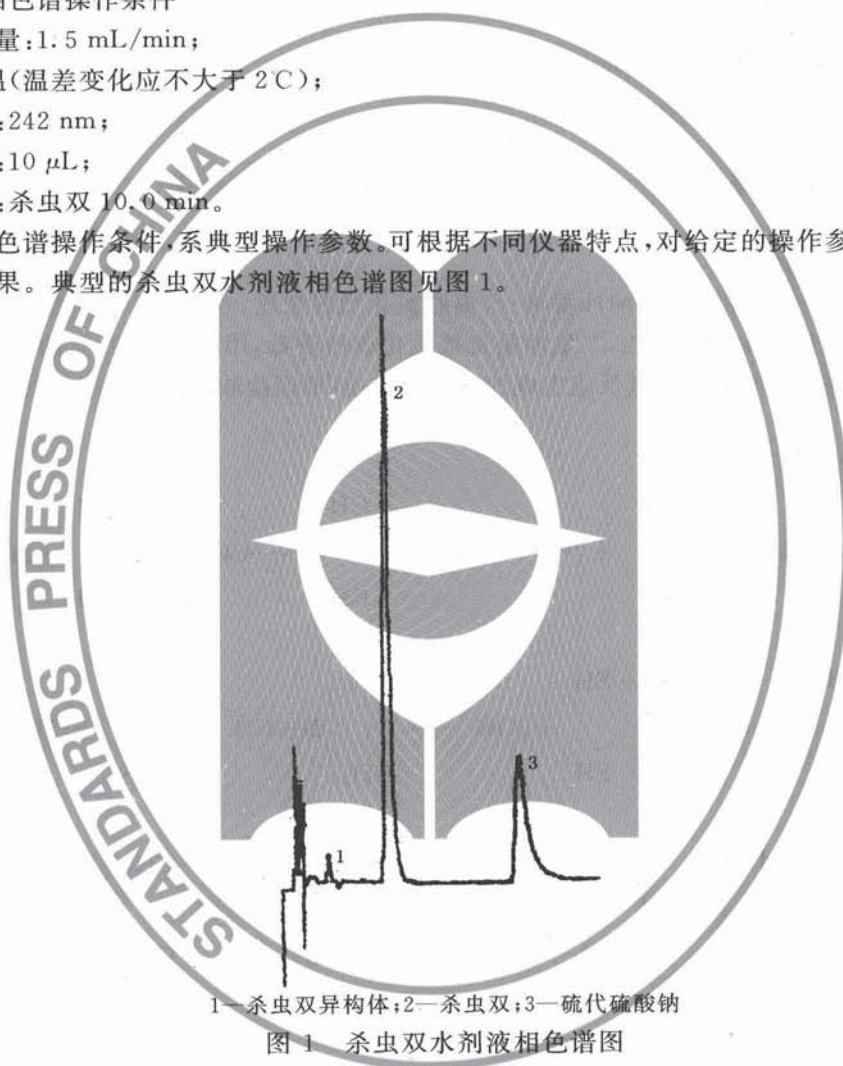 相色谱操作条件
量:1.5 mL/min;
温(温差变化应不大于 2℃);
:242 nm;
:10 μL;
:杀虫双 10.0 min。
色谱操作条件,系典型操作参数。可根据不同仪器特点,对给定的操作参
果。典型的杀虫双水剂液相色谱图见图 1。
STANDARDS PRESS OF CHINA
2
3
1
1—杀虫双异构体;2—杀虫双;3—硫代硫酸钠
图 1 杀虫双水剂液相色谱图